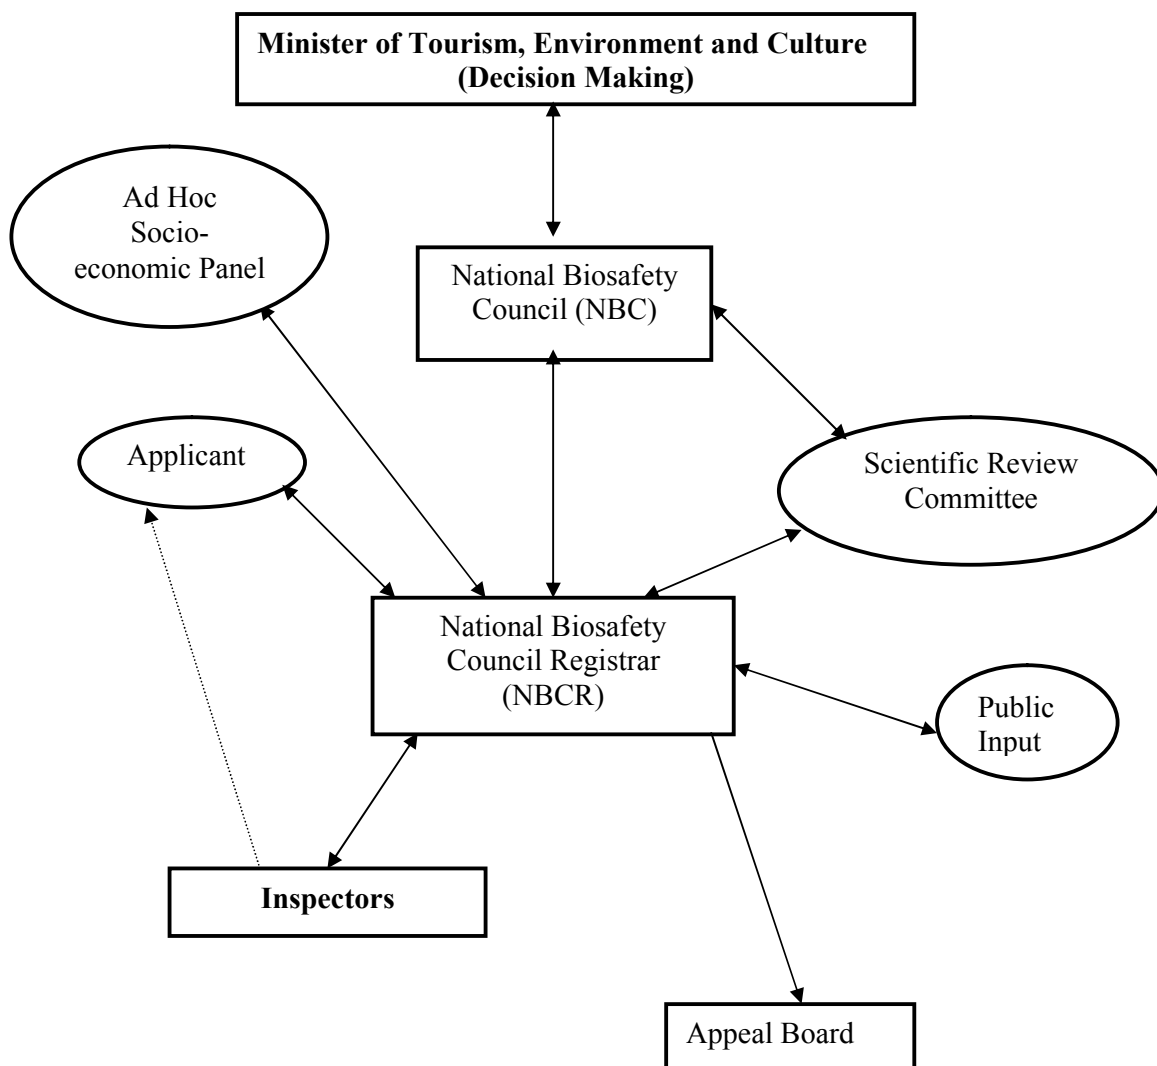 Minister of Tourism, Environment and Culture
(Decision Making)
Ad Hoc
Socio-
economic Panel
National Biosafety
Council (NBC)
Applicant
Scientific Review
Committee
National Biosafety
Council Registrar
(NBCR)
Public
Input
Inspectors
Appeal Board